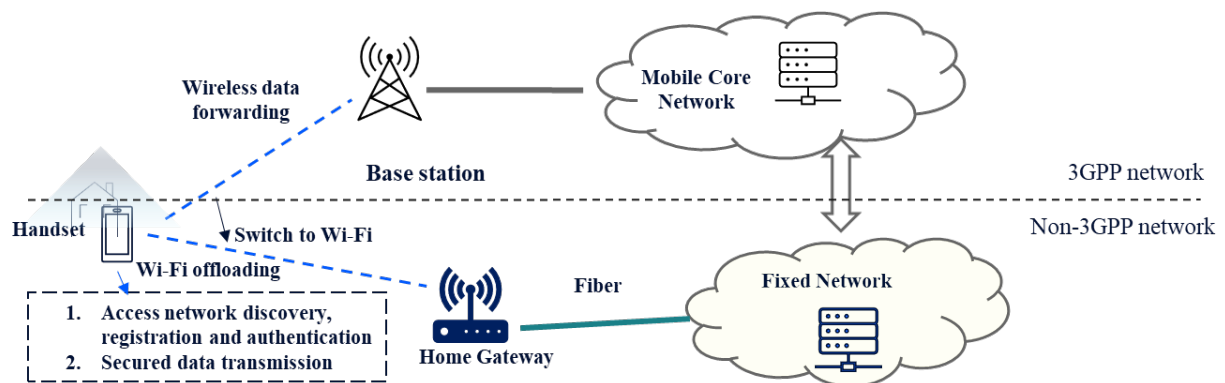 Wireless data
forwarding
Mobile Core
Network
Base station
3GPP network
Non-3GPP network
Handset
Switch to Wi-Fi
Wi-Fi offloading
1. Access network discovery,
registration and authentication
2. Secured data transmission
Home Gateway
Fiber
Fixed Network